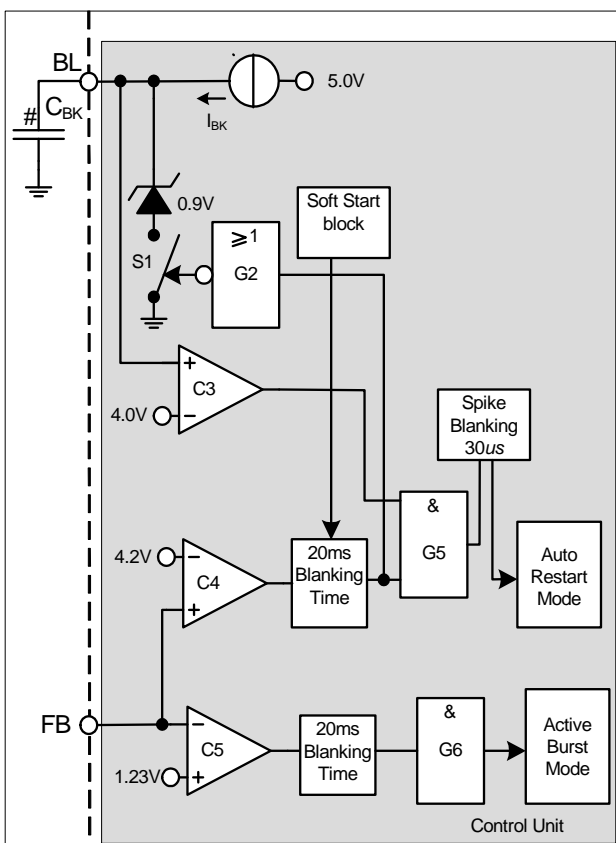 BL
5.0V
#
C_BK
I_BK
0.9V
Soft Start
block
S1
≥1
G2
C3
4.0V
Spike
Blanking
30us
&
G5
4.2V
C4
20ms
Blanking
Time
Auto
Restart
Mode
FB
C5
20ms
Blanking
Time
&
G6
Active
Burst
Mode
1.23V
Control Unit